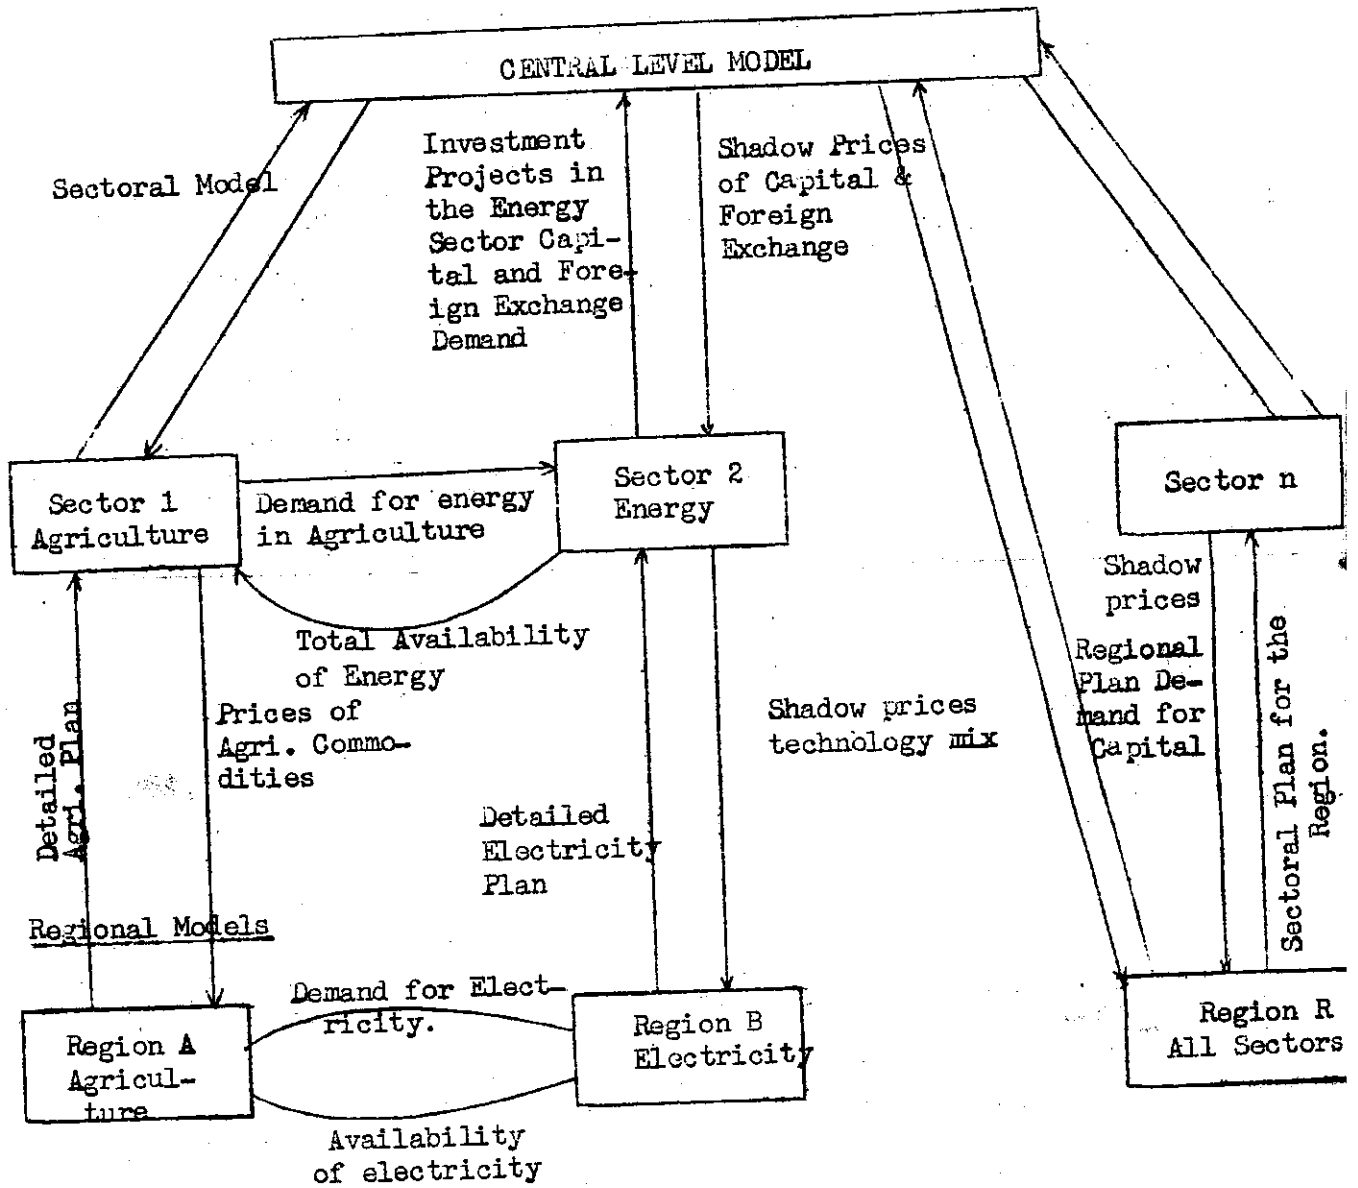 CENTRAL LEVEL MODEL
Sectoral Model
Investment
Projects in
the Energy
Sector Capi-
tal and Fore-
ign Exchange
Demand
Shadow Prices
of Capital &
Foreign
Exchange
Sector 1
Agriculture
Demand for energy
in Agriculture
Sector 2
Energy
Sector n
Total Availability
of Energy
Detailed
Agri. Plan
Prices of
Agri. Commo-
dities
Shadow prices
technology mix
Detailed
Electricity
Plan
Shadow
prices
Regional
Plan De-
mand for
Capital
Sectoral Plan for the
Region.
Regional Models
Demand for Elect-
ricity.
Region A
Agricul-
ture
Region B
Electricity
Region R
All Sectors
Availability
of electricity